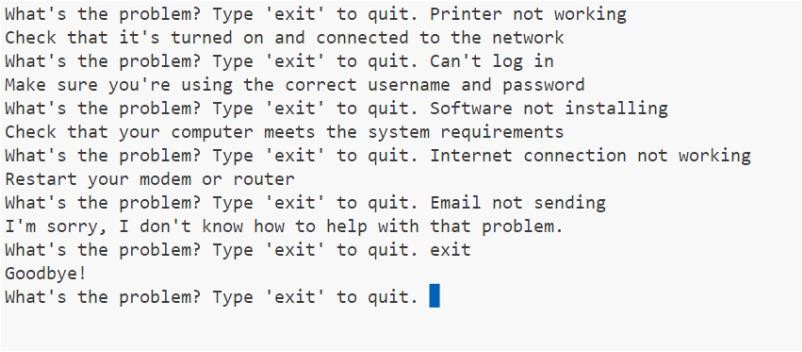 What's the problem? Type 'exit' to quit. Printer not working
Check that it's turned on and connected to the network
What's the problem? Type 'exit' to quit. Can't log in
Make sure you're using the correct username and password
What's the problem? Type 'exit' to quit. Software not installing
Check that your computer meets the system requirements
What's the problem? Type 'exit' to quit. Internet connection not working
Restart your modem or router
What's the problem? Type 'exit' to quit. Email not sending
I'm sorry, I don't know how to help with that problem.
What's the problem? Type 'exit' to quit. exit
Goodbye!
What's the problem? Type 'exit' to quit.